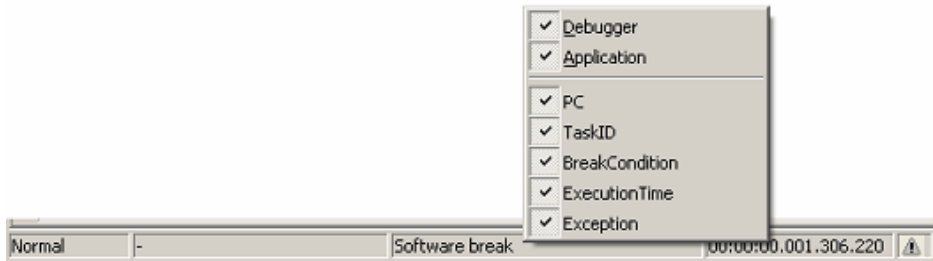 Debugger
Application
PC
TaskID
BreakCondition
ExecutionTime
Exception
Normal - Software break 00:00:00.001.306.220